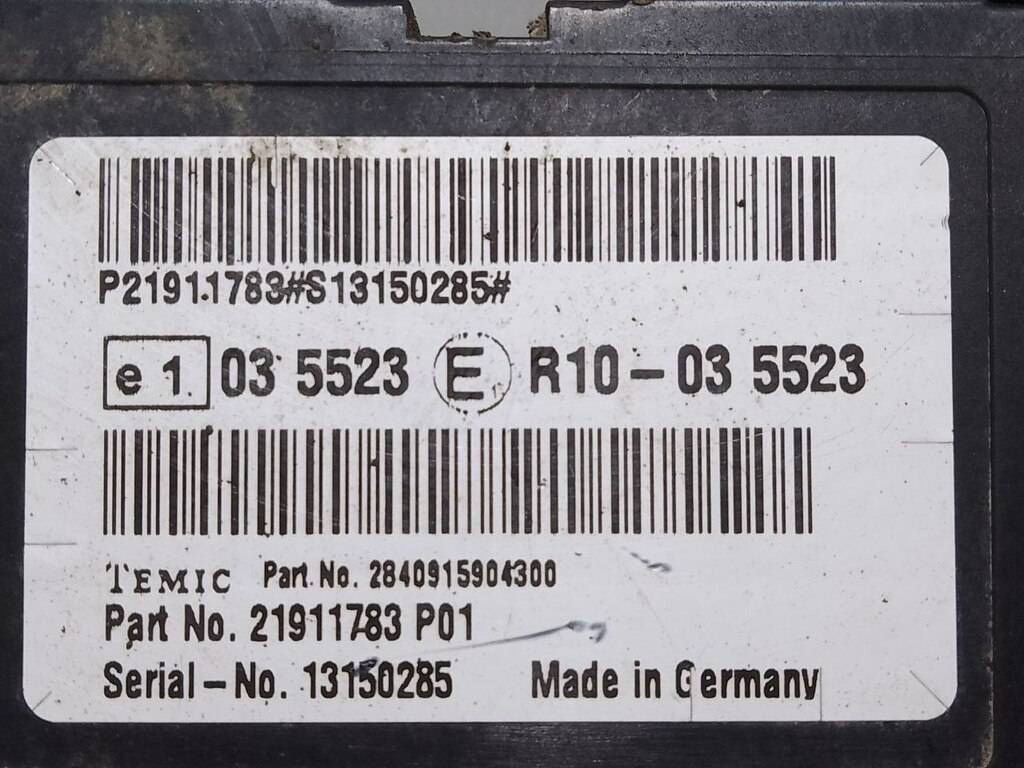 P21911783#S13150285#
e 1 03 5523 E R10 – 03 5523
TEMIC Part No. 2840915904300
Part No. 21911783 P01
Serial – No. 13150285 Made in Germany